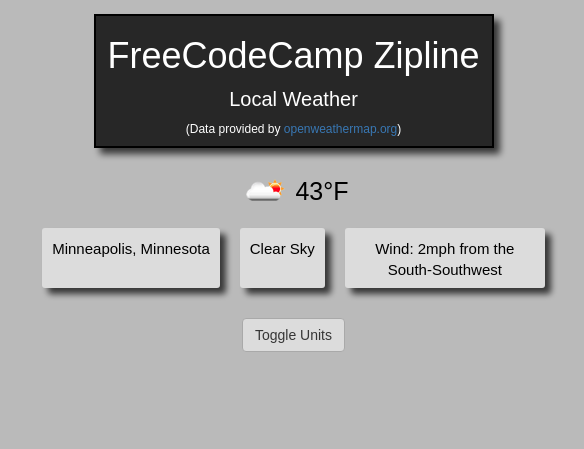 FreeCodeCamp Zipline
Local Weather
(Data provided by openweathermap.org)
43°F
Minneapolis, Minnesota
Clear Sky
Wind: 2mph from the
South-Southwest
Toggle Units